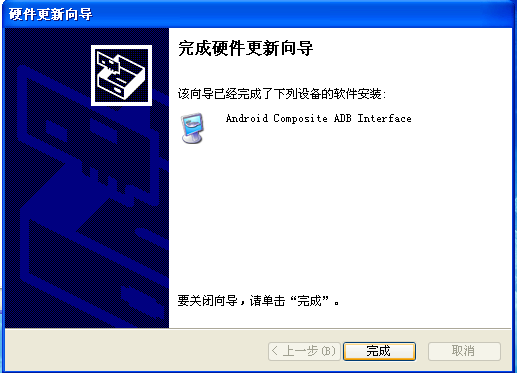 硬件更新向导
完成硬件更新向导
该向导已经完成了下列设备的软件安装:
Android Composite ADB Interface
要关闭向导，请单击“完成”。
< 上一步(B)
完成
取消